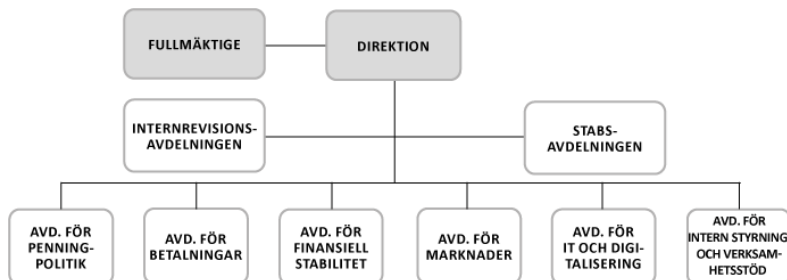 FULLMÄKTIGE
DIREKTION
INTERNREVISIONS-
AVDELNINGEN
STABS-
AVDELNINGEN
AVD. FÖR
PENNING-
POLITIK
AVD. FÖR
BETALNINGAR
AVD. FÖR
FINANSIELL
STABILITET
AVD. FÖR
MARKNADER
AVD. FÖR
IT OCH DIGI-
TALISERING
AVD. FÖR
INTERN STYRNING
OCH VERKSAM-
HETSSTÖD